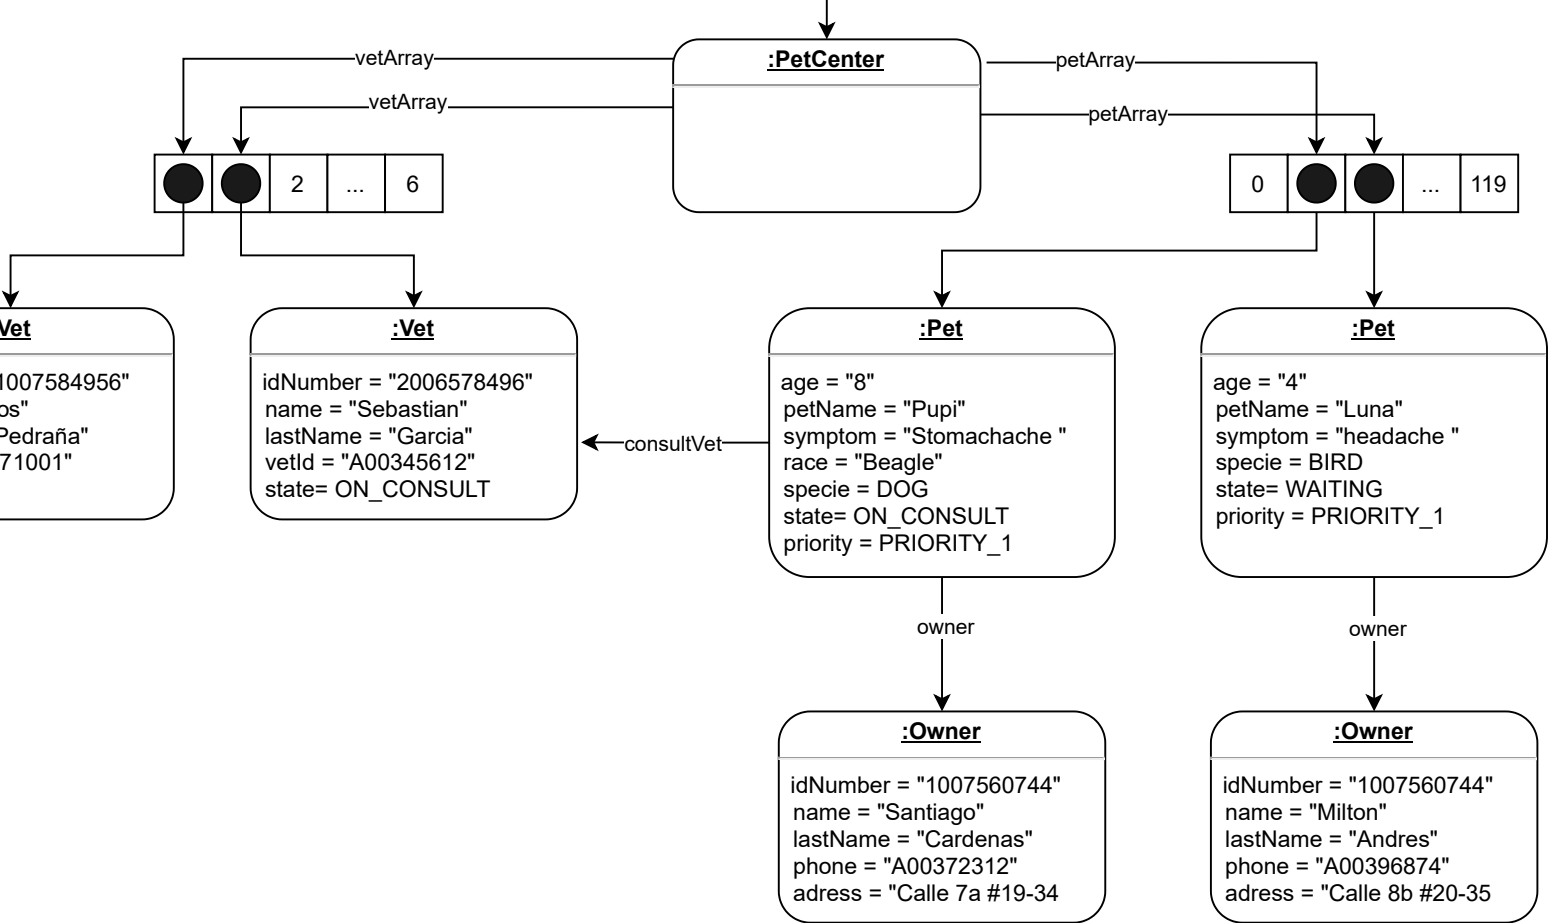 :PetCenter
vetArray
petArray
vetArray
petArray
2
...
6
0
...
119
Vet
1007584956"
os"
Pedraña"
71001"
:Vet
idNumber = "2006578496"
name = "Sebastian"
lastName = "Garcia"
vetId = "A00345612"
state= ON_CONSULT
consultVet
:Pet
age = "8"
petName = "Pupi"
symptom = "Stomachache "
race = "Beagle"
specie = DOG
state= ON_CONSULT
priority = PRIORITY_1
:Pet
age = "4"
petName = "Luna"
symptom = "headache "
specie = BIRD
state= WAITING
priority = PRIORITY_1
owner
owner
:Owner
idNumber = "1007560744"
name = "Santiago"
lastName = "Cardenas"
phone = "A00372312"
adress = "Calle 7a #19-34
:Owner
idNumber = "1007560744"
name = "Milton"
lastName = "Andres"
phone = "A00396874"
adress = "Calle 8b #20-35